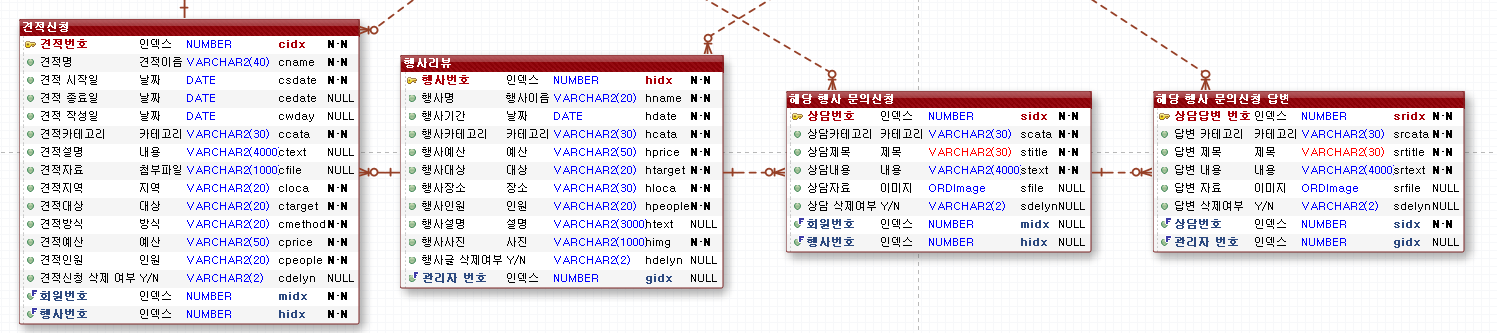 견적신청
견적번호 인덱스 NUMBER cidx N-N
견적명 견적이름 VARCHAR2(40) cname N-N
견적 시작일 날짜 DATE csdate N-N
견적 종료일 날짜 DATE cedate NULL
견적 작성일 날짜 DATE cwday NULL
견적카테고리 카테고리 VARCHAR2(30) ccata N-N
견적설명 내용 VARCHAR2(4000) ctext NULL
견적자료 첨부파일 VARCHAR2(1000) cfile NULL
견적지역 지역 VARCHAR2(20) cloca N-N
견적대상 대상 VARCHAR2(20) ctarget N-N
견적방식 방식 VARCHAR2(20) cmethod N-N
견적예산 예산 VARCHAR2(50) cprice N-N
견적인원 인원 VARCHAR2(20) cpeople N-N
견적신청 삭제 여부 Y/N VARCHAR2(2) cdelyn NULL
회원번호 인덱스 NUMBER midx N-N
행사번호 인덱스 NUMBER hidx N-N
행사리뷰
행사번호 인덱스 NUMBER hidx N-N
행사명 행사이름 VARCHAR2(20) hname N-N
행사기간 날짜 DATE hdate N-N
행사카테고리 카테고리 VARCHAR2(30) hcata N-N
행사예산 예산 VARCHAR2(50) hprice N-N
행사대상 대상 VARCHAR2(20) htarget N-N
행사장소 장소 VARCHAR2(30) hloca N-N
행사인원 인원 VARCHAR2(20) hpeople N-N
행사설명 설명 VARCHAR2(3000) htext NULL
행사사진 사진 VARCHAR2(1000) himg N-N
행사글 삭제여부 Y/N VARCHAR2(2) hdelyn NULL
관리자 번호 인덱스 NUMBER gidx NULL
해당 행사 문의신청
상담번호 인덱스 NUMBER sidx N-N
상담카테고리 카테고리 VARCHAR2(30) scata N-N
상담제목 제목 VARCHAR2(30) stitle N-N
상담내용 내용 VARCHAR2(4000) stext N-N
상담자료 이미지 ORDImage sfile NULL
상담 삭제여부 Y/N VARCHAR2(2) sdelyn NULL
회원번호 인덱스 NUMBER midx NULL
행사번호 인덱스 NUMBER hidx NULL
해당 행사 문의신청 답변
상담답변 번호 인덱스 NUMBER sridx N-N
답변 카테고리 카테고리 VARCHAR2(30) srcata N-N
답변 제목 제목 VARCHAR2(30) srtitle N-N
답변 내용 내용 VARCHAR2(4000) srtext N-N
답변 자료 이미지 ORDImage srfile NULL
답변 삭제여부 Y/N VARCHAR2(2) sdelyn NULL
상담번호 인덱스 NUMBER sidx N-N
관리자 번호 인덱스 NUMBER gidx NULL